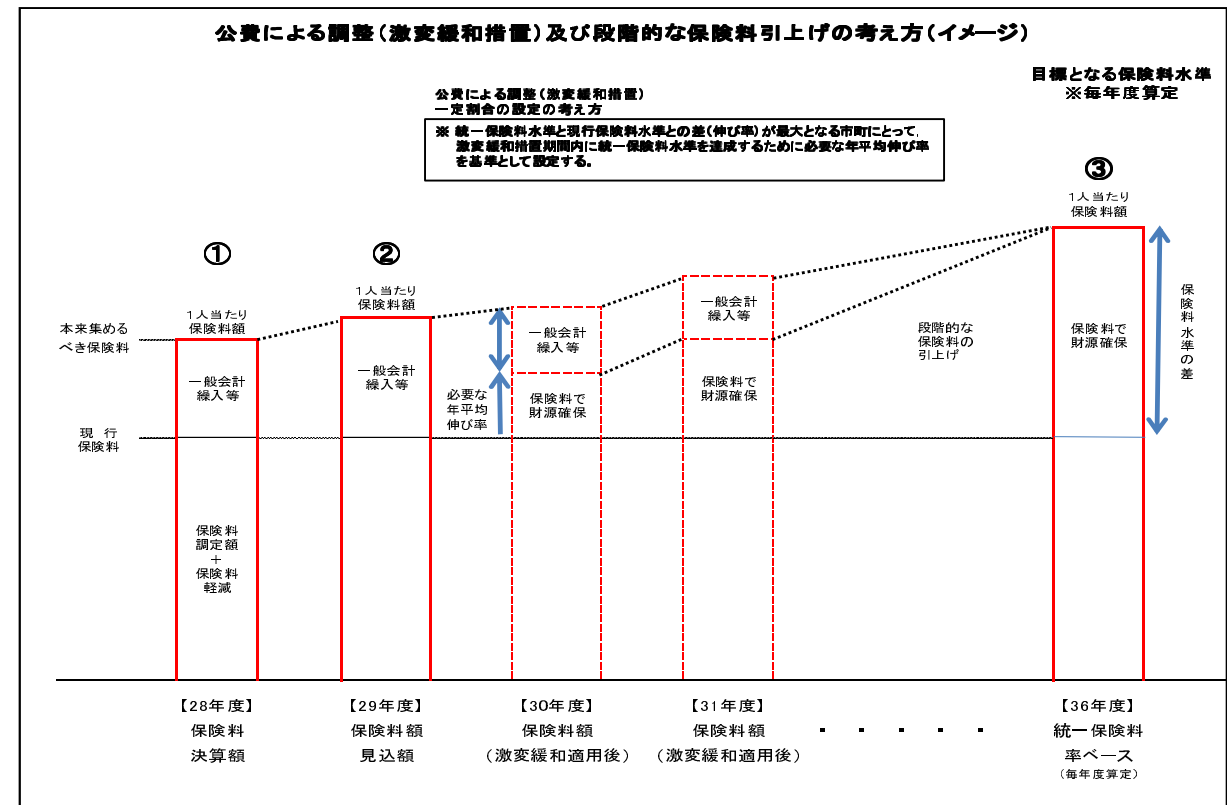 公費による調整(激変緩和措置)及び段階的な保険料引上げの考え方(イメージ)
目標となる保険料水準
※毎年度算定
公費による調整(激変緩和措置)
一定割合の設定の考え方
※ 統一保険料水準と現行保険料水準との差(伸び率)が最大となる市町にとって、
激変緩和措置期間内に統一保険料水準を達成するために必要な年平均伸び率
を基準として設定する。
③
1人当たり
保険料額
①
1人当たり
保険料額
②
1人当たり
保険料額
本来集める
べき保険料
一般会計
繰入等
一般会計
繰入等
一般会計
繰入等
一般会計
繰入等
段階的な
保険料の
引上げ
保険料で
財源確保
保険料水準の差
必要な
年平均
伸び率
保険料で
財源確保
保険料で
財源確保
現 行
保険料
保険料
調定額
+
保険料
軽減
【28年度】
保険料
決算額
【29年度】
保険料額
見込額
【30年度】
保険料額
(激変緩和適用後)
【31年度】
保険料額
(激変緩和適用後)
・ ・ ・ ・ ・
【36年度】
統一保険料
率ベース
(毎年度算定)